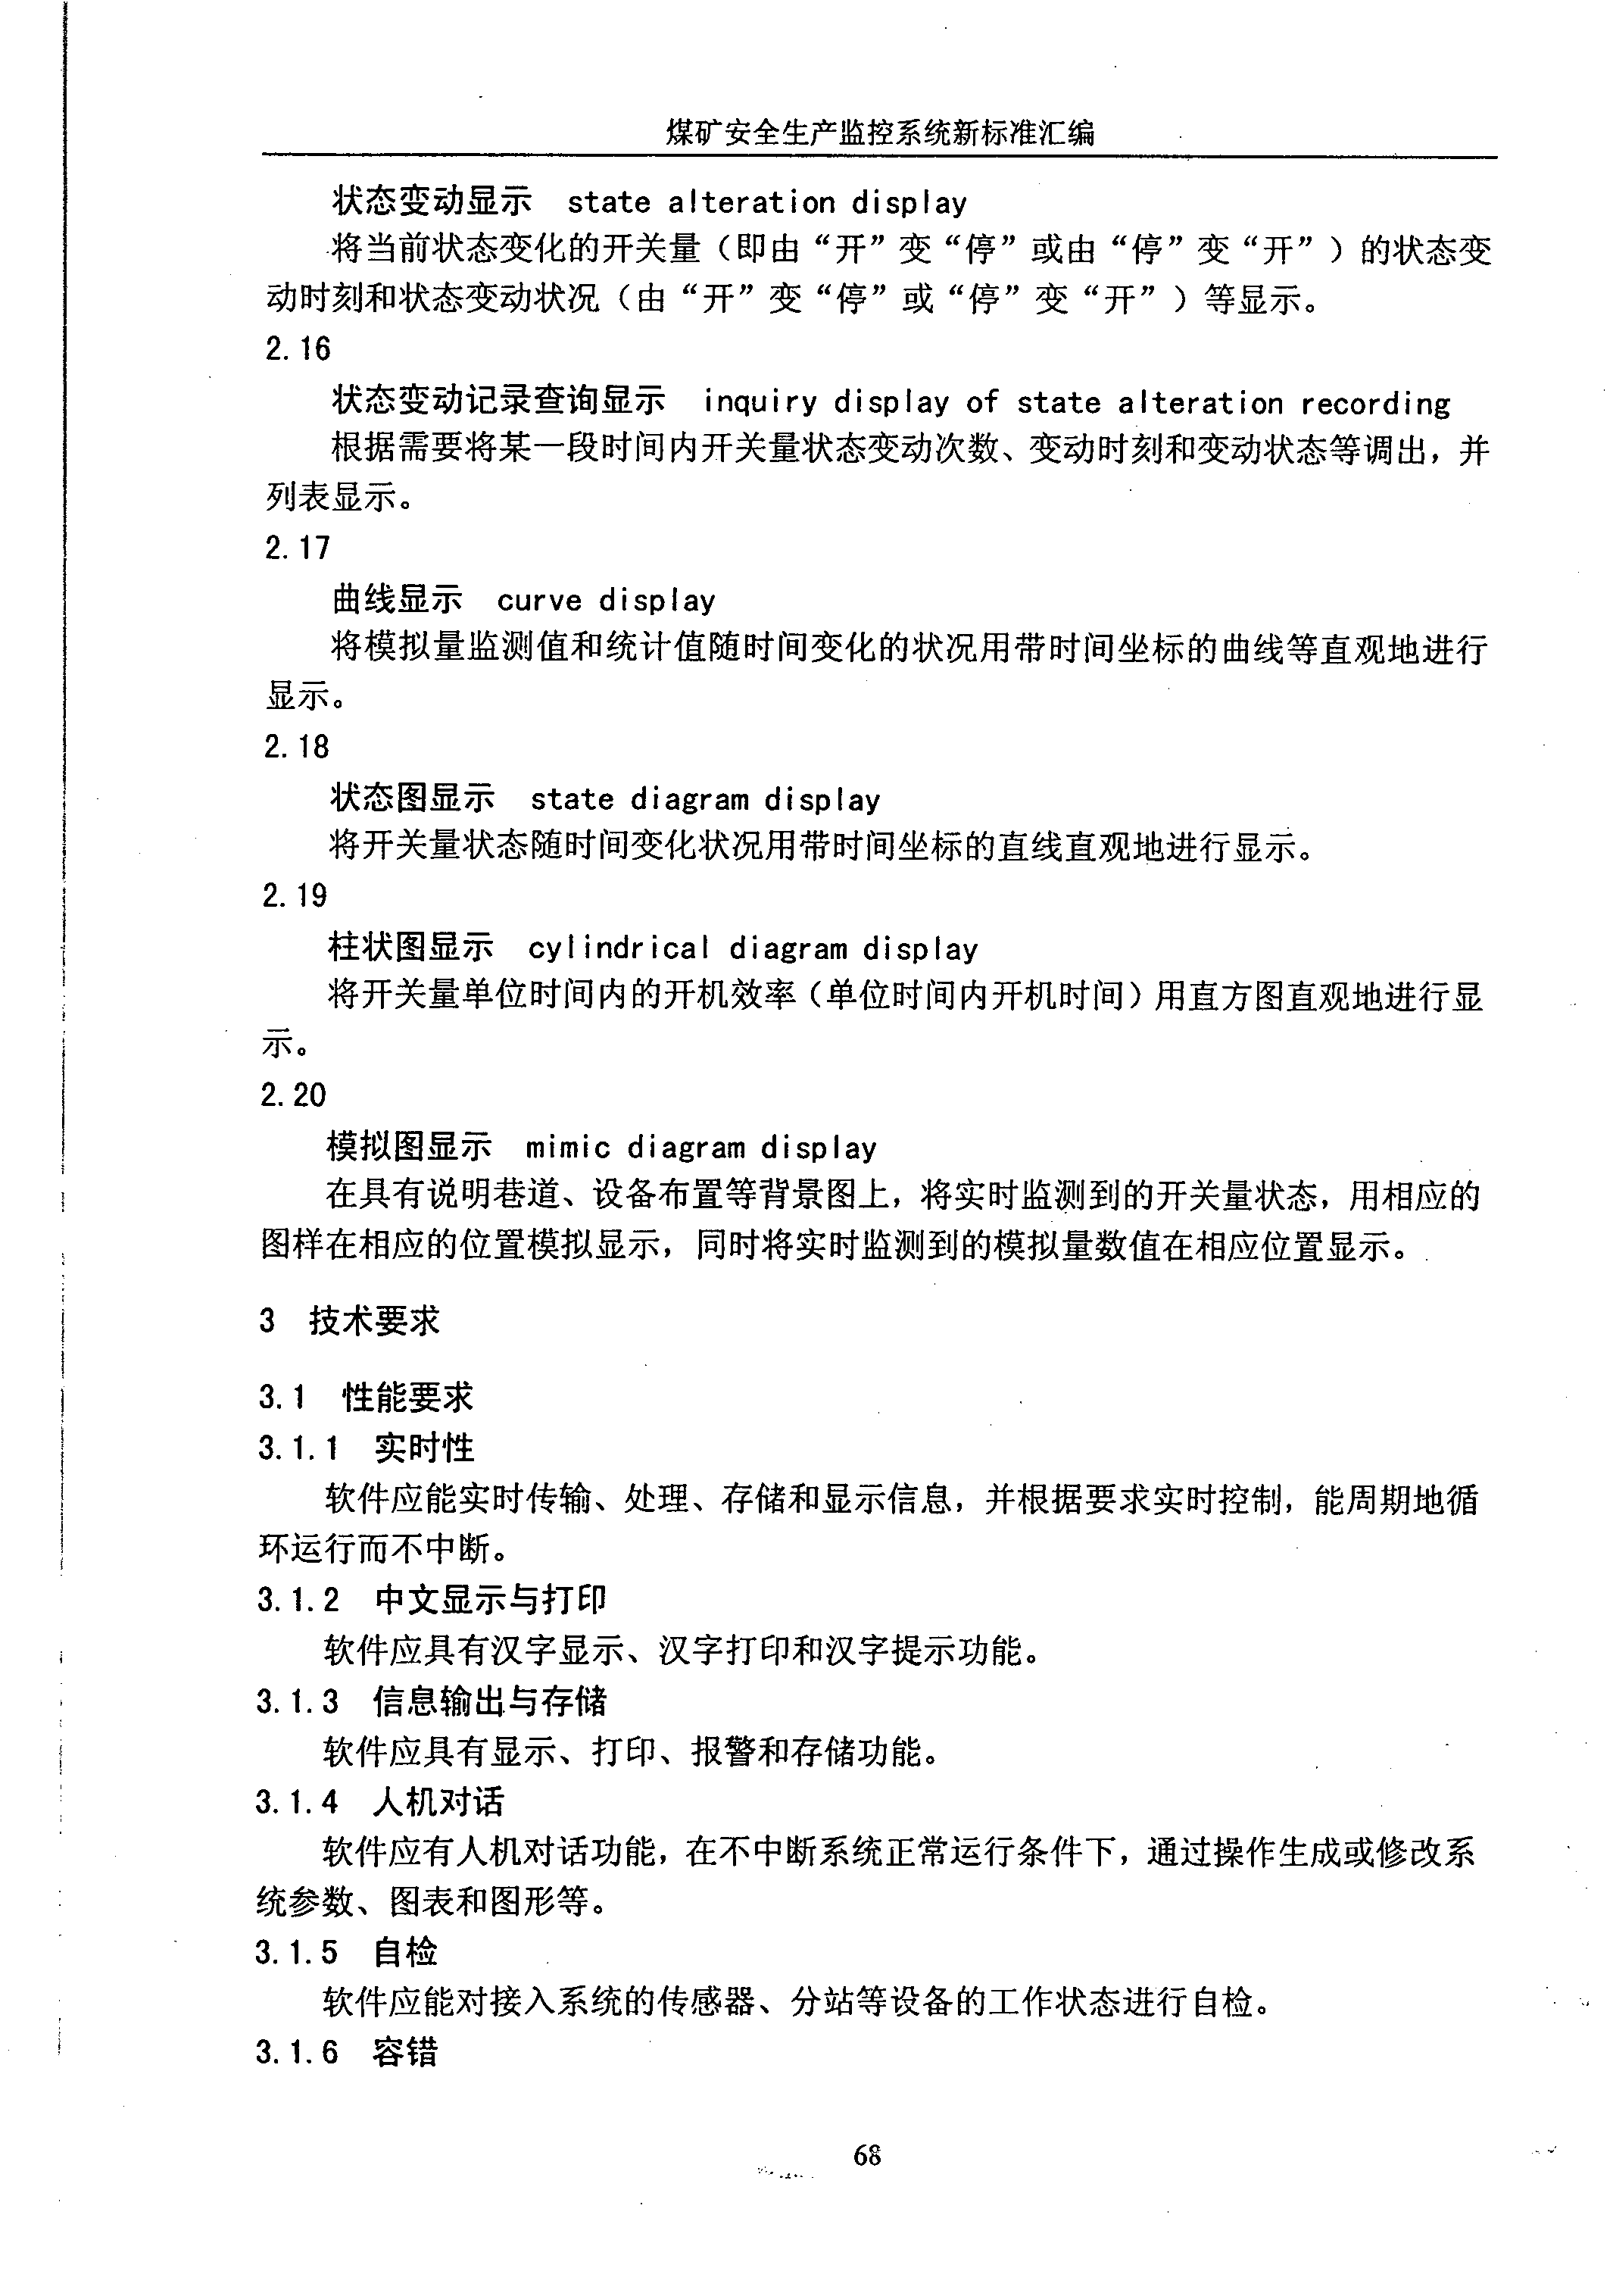 煤矿安全生产监控系统新标准汇编
状态变动显示 state alteration display
将当前状态变化的开关量（即由“开”变“停”或由“停”变“开”）的状态变
动时刻和状态变动状况（由“开”变“停”或“停”变“开”）等显示。
2.16
状态变动记录查询显示 inquiry display of state alteration recording
根据需要将某一段时间内开关量状态变动次数、变动时刻和变动状态等调出，并
列表显示。
2.17
曲线显示 curve display
将模拟量监测值和统计值随时间变化的状况用带时间坐标的曲线等直观地进行
显示。
2.18
状态图显示 state diagram display
将开关量状态随时间变化状况用带时间坐标的直线直观地进行显示。
2.19
柱状图显示 cylindrical diagram display
将开关量单位时间内的开机效率（单位时间内开机时间）用直方图直观地进行显
示。
2.20
模拟图显示 mimic diagram display
在具有说明巷道、设备布置等背景图上，将实时监测到的开关量状态，用相应的
图样在相应的位置模拟显示，同时将实时监测到的模拟量数值在相应位置显示。
3 技术要求
3.1 性能要求
3.1.1 实时性
软件应能实时传输、处理、存储和显示信息，并根据要求实时控制，能周期地循
环运行而不中断。
3.1.2 中文显示与打印
软件应具有汉字显示、汉字打印和汉字提示功能。
3.1.3 信息输出与存储
软件应具有显示、打印、报警和存储功能。
3.1.4 人机对话
软件应有人机对话功能，在不中断系统正常运行条件下，通过操作生成或修改系
统参数、图表和图形等。
3.1.5 自检
软件应能对接入系统的传感器、分站等设备的工作状态进行自检。
3.1.6 容错
68